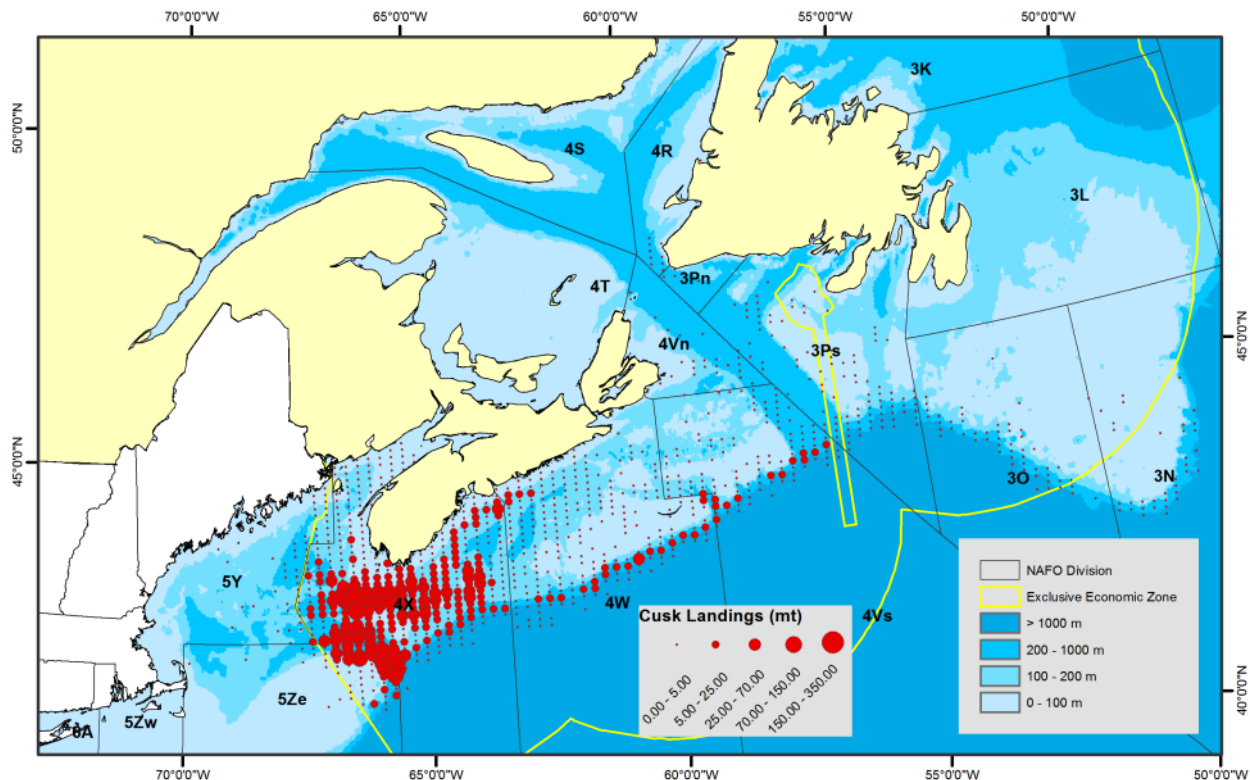 70°0'0"W 65°0'0"W 60°0'0"W 55°0'0"W 50°0'0"W
3K
50°0'0"N
4S
4R
3L
4T
3Pn
4Vn
3Ps
45°0'0"N
45°0'0"N
3O
3N
5Y
4X
4W
4Vs
5Ze
5Zw
6A
40°0'0"N
Cusk Landings (mt)
0.00 - 5.00
5.00 - 25.00
25.00 - 70.00
70.00 - 150.00
150.00 - 350.00
NAFO Division
Exclusive Economic Zone
> 1000 m
200 - 1000 m
100 - 200 m
0 - 100 m
70°0'0"W 65°0'0"W 60°0'0"W 55°0'0"W 50°0'0"W